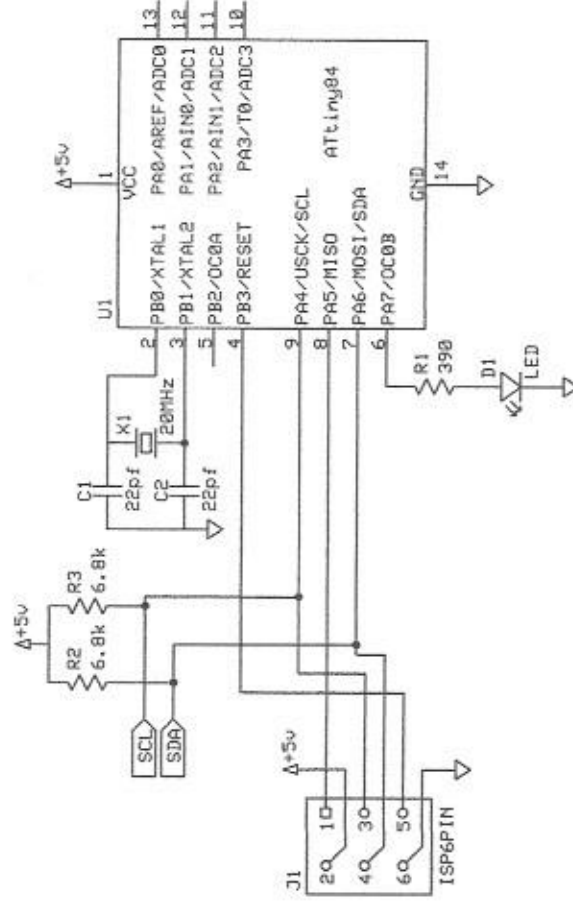 J1
2
1
4
3
6
5
ISP6PIN
Δ+5v
SCL
SDA
Δ+5v
R2
6.8k
R3
6.8k
C1
22pf
C2
22pf
X1
20MHz
U1
Δ+5v
1
VCC
2
PB0/XTAL1
3
PB1/XTAL2
5
PB2/OC0A
4
PB3/RESET
9
PA4/USCK/SCL
8
PA5/MISO
7
PA6/MOSI/SDA
6
PA7/OC0B
13
PA0/AREF/ADC0
12
PA1/AIN0/ADC1
11
PA2/AIN1/ADC2
10
PA3/T0/ADC3
ATtiny84
GND
14
R1
390
D1
LED